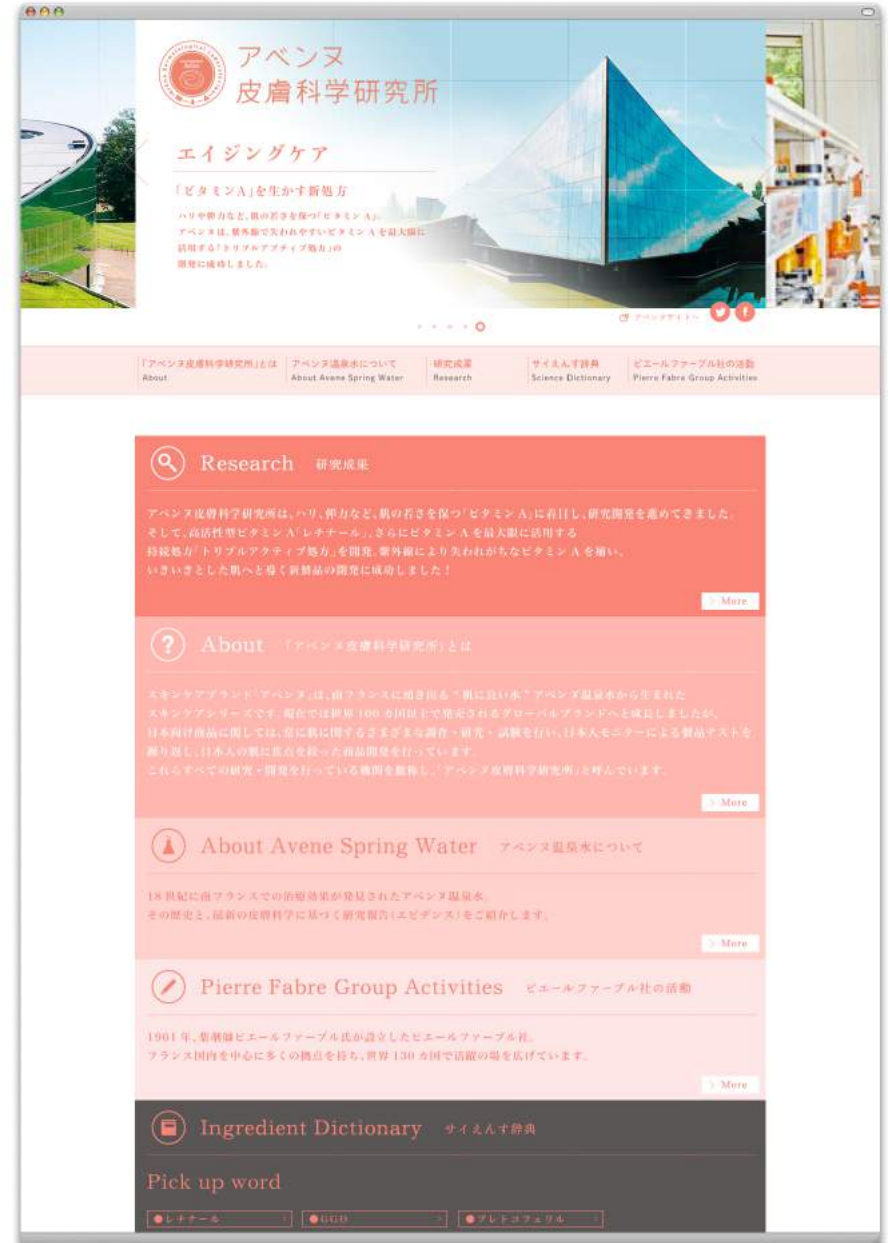 アベンヌ
皮膚科学研究所
エイジングケア
「ビタミンA」を生かす新処方
ハリや弾力など、肌の若さを保つ「ビタミンA」。
アベンヌは、紫外線で失われやすいビタミンAを最大限に
活用する「トリプルアクティブ処方」の
開発に成功しました。
アベンヌサイトへ
「アベンヌ皮膚科学研究所」とは
About
アベンヌ温泉水について
About Avene Spring Water
研究成果
Research
サイえんす辞典
Science Dictionary
ピエールファーブル社の活動
Pierre Fabre Group Activities
Research 研究成果
アベンヌ皮膚科学研究所は、ハリ、弾力など、肌の若さを保つ「ビタミンA」に着目し、研究開発を進めてきました。
そして、高活性型ビタミンA「レチナール」、さらにビタミンAを最大限に活用する
持続処方「トリプルアクティブ処方」を開発。紫外線により失われがちなビタミンAを補い、
いきいきとした肌へと導く新製品の開発に成功しました！
> More
About 「アベンヌ皮膚科学研究所」とは
スキンケアブランド「アベンヌ」は、南フランスに湧き出る“肌に良い水”アベンヌ温泉水から生まれた
スキンケアシリーズです。現在では世界100カ国以上で発売されるグローバルブランドへと成長しましたが、
日本向け商品に関しては、常に肌に関するさまざまな調査・研究・試験を行い、日本人モニターによる製品テストを
繰り返し、日本人の肌に焦点を絞った商品開発を行っています。
これらすべての研究・開発を行っている機関を総称し、「アベンヌ皮膚科学研究所」と呼んでいます。
> More
About Avene Spring Water アベンヌ温泉水について
18世紀に南フランスでの治療効果が発見されたアベンヌ温泉水。
その歴史と、最新の皮膚科学に基づく研究報告（エビデンス）をご紹介します。
> More
Pierre Fabre Group Activities ピエールファーブル社の活動
1961年、薬剤師ピエールファーブル氏が設立したピエールファーブル社。
フランス国内を中心に多くの拠点を持ち、世界130カ国で活躍の場を広げています。
> More
Ingredient Dictionary サイえんす辞典
Pick up word
●レチナール
●GGO
●プレトコフェリル